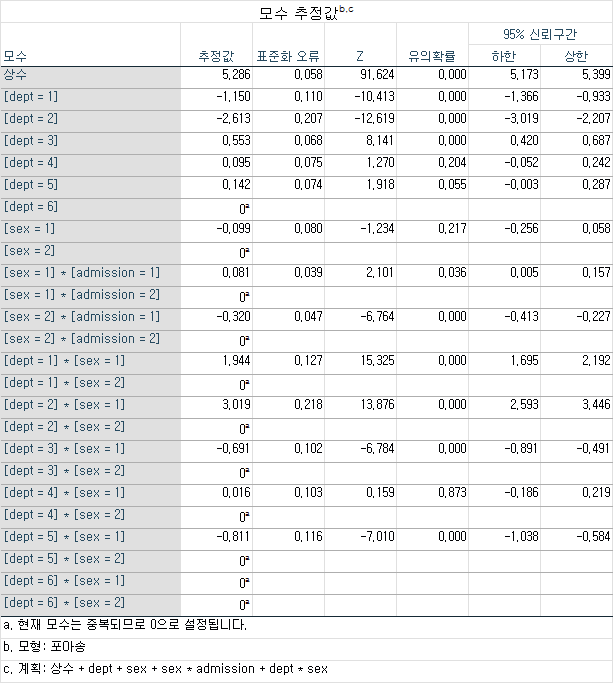 모수 추정값b,c
95% 신뢰구간
모수 추정값 표준화 오류 Z 유의확률 하한 상한
상수 5,286 0,058 91,624 0,000 5,173 5,399
[dept = 1] -1,150 0,110 -10,413 0,000 -1,366 -0,933
[dept = 2] -2,613 0,207 -12,619 0,000 -3,019 -2,207
[dept = 3] 0,553 0,068 8,141 0,000 0,420 0,687
[dept = 4] 0,095 0,075 1,270 0,204 -0,052 0,242
[dept = 5] 0,142 0,074 1,918 0,055 -0,003 0,287
[dept = 6] 0a
[sex = 1] -0,099 0,080 -1,234 0,217 -0,256 0,058
[sex = 2] 0a
[sex = 1] * [admission = 1] 0,081 0,039 2,101 0,036 0,005 0,157
[sex = 1] * [admission = 2] 0a
[sex = 2] * [admission = 1] -0,320 0,047 -6,764 0,000 -0,413 -0,227
[sex = 2] * [admission = 2] 0a
[dept = 1] * [sex = 1] 1,944 0,127 15,325 0,000 1,695 2,192
[dept = 1] * [sex = 2] 0a
[dept = 2] * [sex = 1] 3,019 0,218 13,876 0,000 2,593 3,446
[dept = 2] * [sex = 2] 0a
[dept = 3] * [sex = 1] -0,691 0,102 -6,784 0,000 -0,891 -0,491
[dept = 3] * [sex = 2] 0a
[dept = 4] * [sex = 1] 0,016 0,103 0,159 0,873 -0,186 0,219
[dept = 4] * [sex = 2] 0a
[dept = 5] * [sex = 1] -0,811 0,116 -7,010 0,000 -1,038 -0,584
[dept = 5] * [sex = 2] 0a
[dept = 6] * [sex = 1] 0a
[dept = 6] * [sex = 2] 0a
a. 현재 모수는 중복되므로 0으로 설정됩니다.
b. 모형: 포아송
c. 계획: 상수 + dept + sex + sex * admission + dept * sex